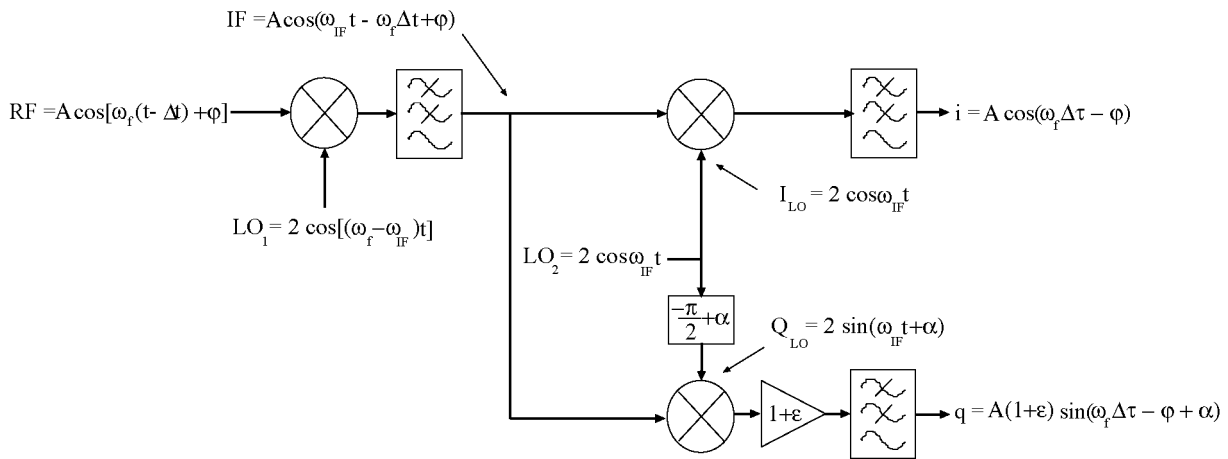 IF =Acos(ω_IF t - ω_f Δt+φ)
RF =Acos[ω_f (t- Δt) +φ]
i = A cos(ω_f Δτ − φ)
I_LO = 2 cosω_IF t
LO_1 = 2 cos[(ω_f −ω_IF )t]
LO_2 = 2 cosω_IF t
-π/2 +α
Q_LO = 2 sin(ω_IF t+α)
1+ε
q = A(1+ε) sin(ω_f Δτ − φ + α)